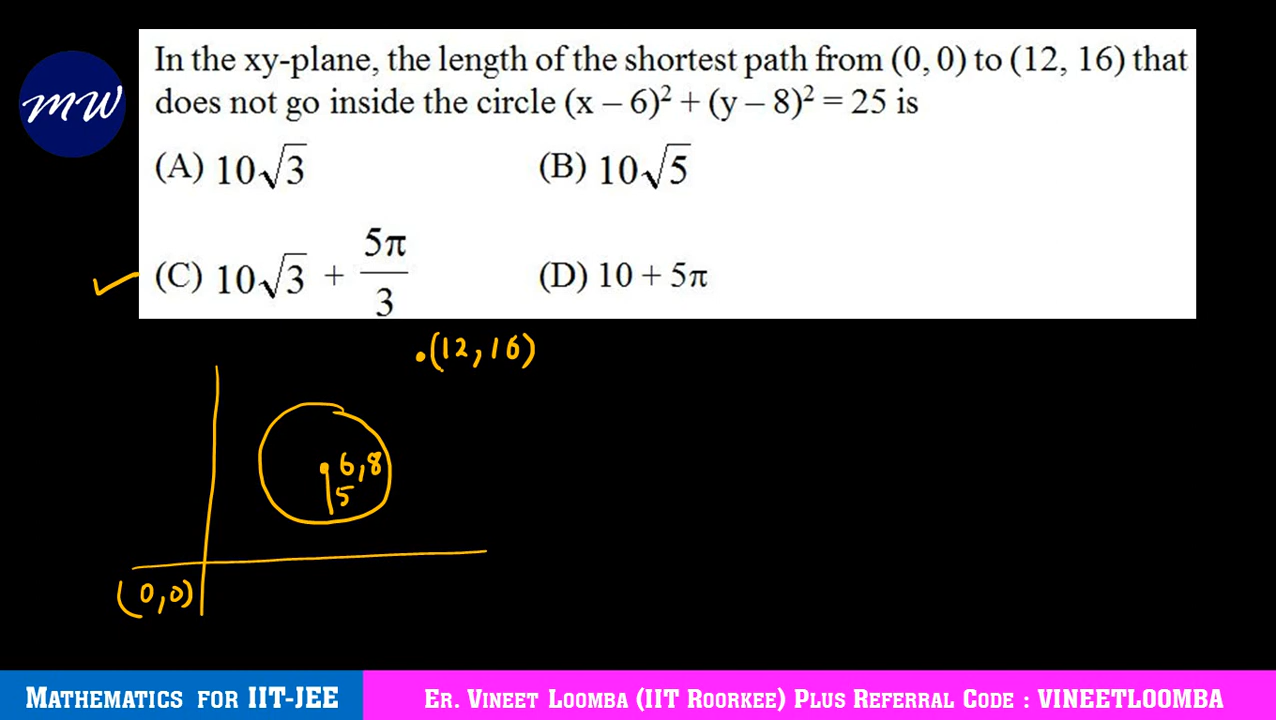 MW
In the xy-plane, the length of the shortest path from (0, 0) to (12, 16) that
does not go inside the circle (x – 6)² + (y – 8)² = 25 is
(A) 10√3 (B) 10√5
(C) 10√3 + 5π/3 (D) 10 + 5π
(12, 16)
6,8
5
(0,0)
MATHEMATICS FOR IIT-JEE ER. VINEET LOOMBA (IIT ROORKEE) PLUS REFERRAL CODE : VINEETLOOMBA